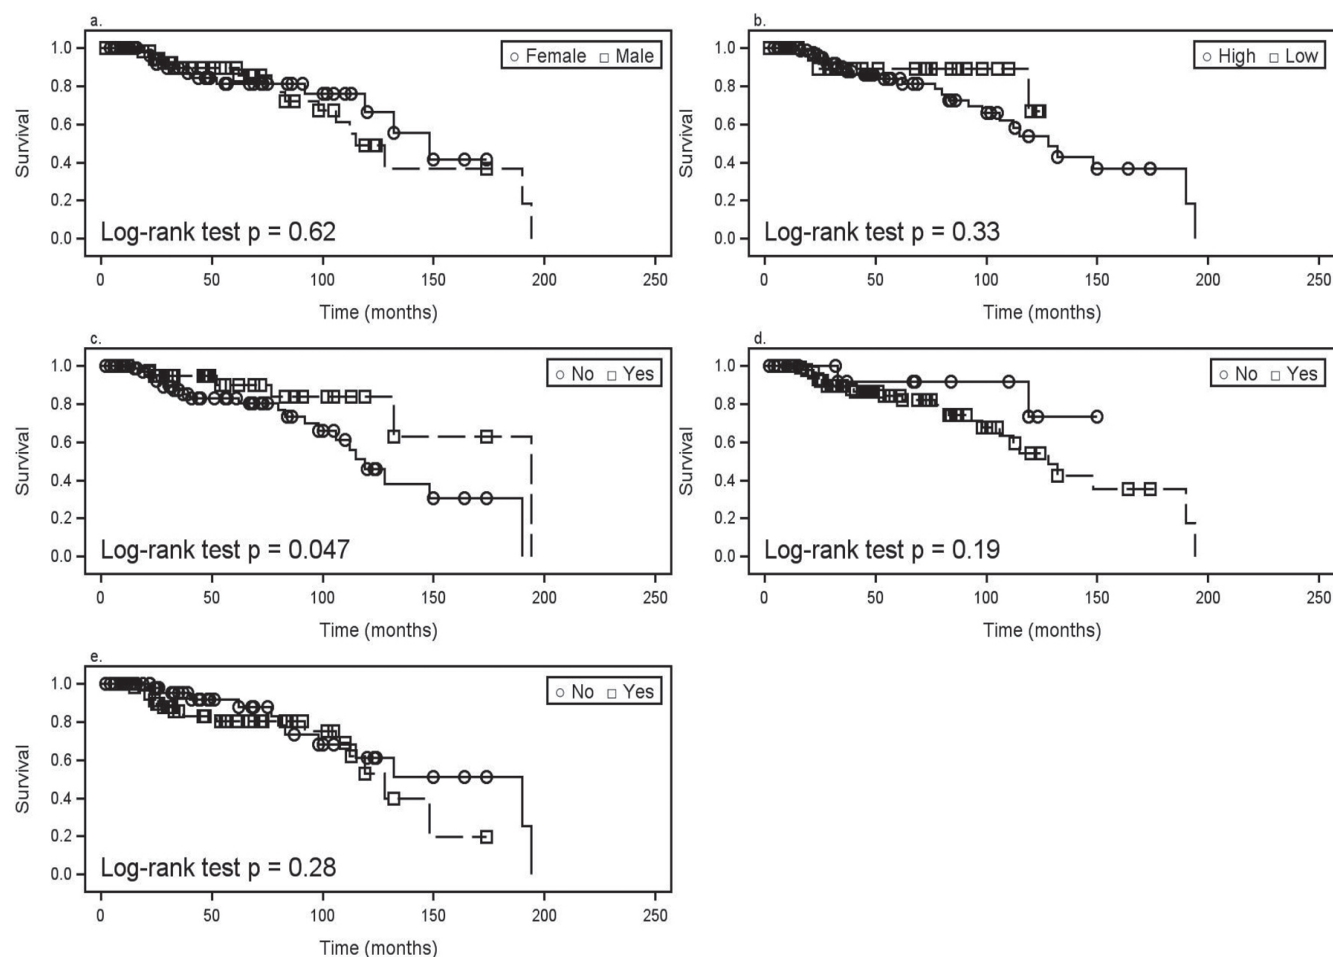 a.
Survival
1.0
0.8
0.6
0.4
0.2
0.0
○ Female □ Male
Log-rank test p = 0.62
0 50 100 150 200 250
Time (months)
b.
Survival
1.0
0.8
0.6
0.4
0.2
0.0
○ High □ Low
Log-rank test p = 0.33
0 50 100 150 200 250
Time (months)
c.
Survival
1.0
0.8
0.6
0.4
0.2
0.0
○ No □ Yes
Log-rank test p = 0.047
0 50 100 150 200 250
Time (months)
d.
Survival
1.0
0.8
0.6
0.4
0.2
0.0
○ No □ Yes
Log-rank test p = 0.19
0 50 100 150 200 250
Time (months)
e.
Survival
1.0
0.8
0.6
0.4
0.2
0.0
○ No □ Yes
Log-rank test p = 0.28
0 50 100 150 200 250
Time (months)